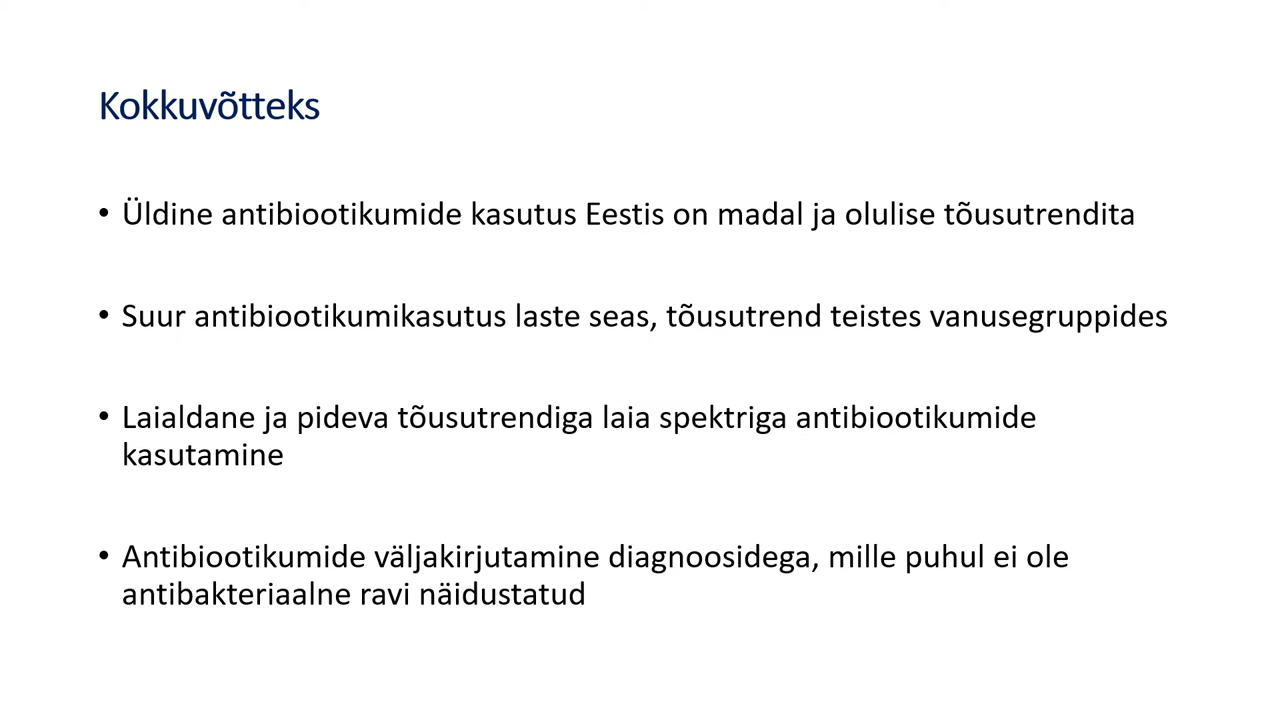 Kokkuvõtteks
• Üldine antibiootikumide kasutus Eestis on madal ja olulise tõusutrendita
• Suur antibiootikumikasutus laste seas, tõusutrend teistes vanusegruppides
• Laialdane ja pideva tõusutrendiga laia spektriga antibiootikumide
kasutamine
• Antibiootikumide väljakirjutamine diagnoosidega, mille puhul ei ole
antibakteriaalne ravi näidustatud